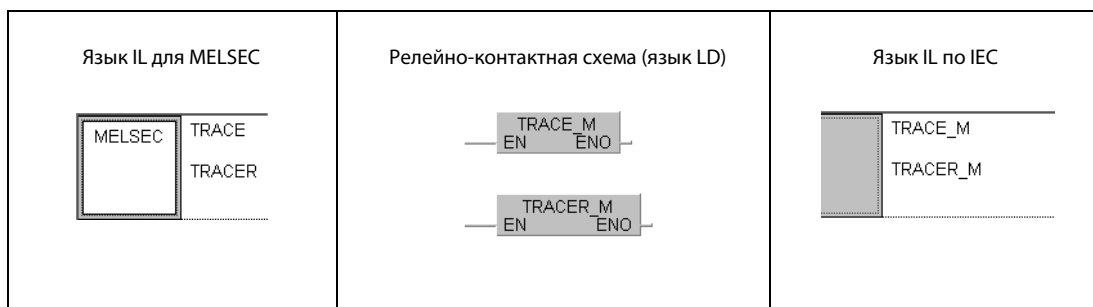 Язык IL для MELSEC
MELSEC
TRACE
TRACER
Релейно-контактная схема (язык LD)
TRACE_M
EN ENO
TRACER_M
EN ENO
Язык IL по IEC
TRACE_M
TRACER_M